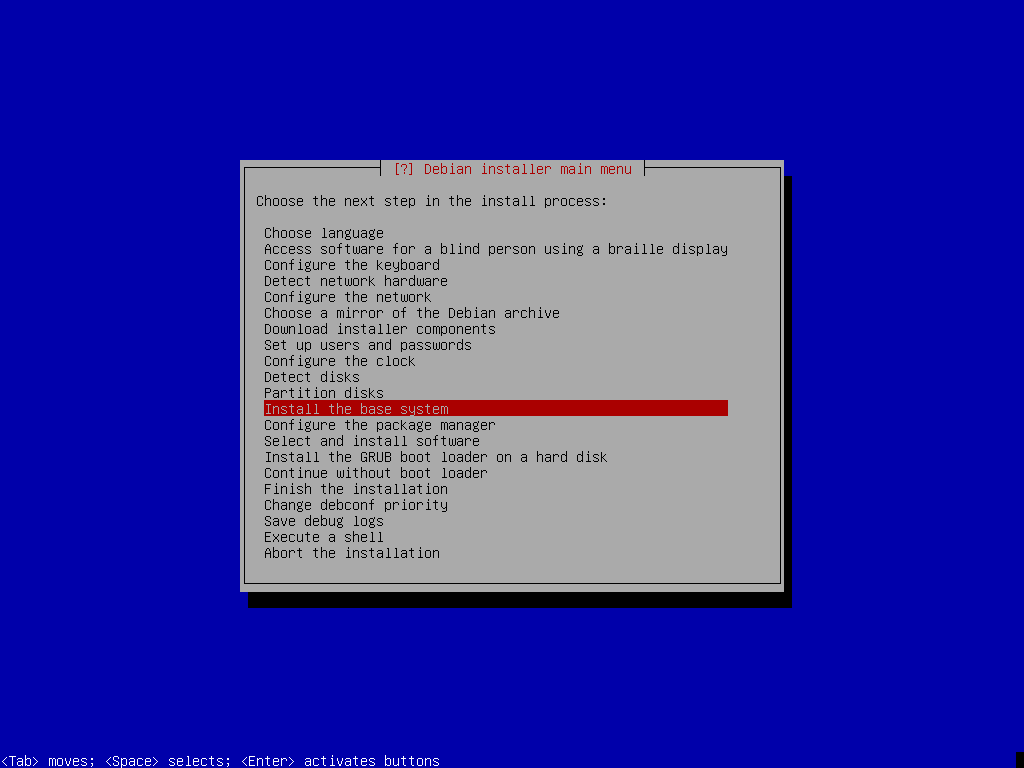 [?] Debian installer main menu
Choose the next step in the install process:
Choose language
Access software for a blind person using a braille display
Configure the keyboard
Detect network hardware
Configure the network
Choose a mirror of the Debian archive
Download installer components
Set up users and passwords
Configure the clock
Detect disks
Partition disks
Install the base system
Configure the package manager
Select and install software
Install the GRUB boot loader on a hard disk
Continue without boot loader
Finish the installation
Change debconf priority
Save debug logs
Execute a shell
Abort the installation
<Tab> moves; <Space> selects; <Enter> activates buttons